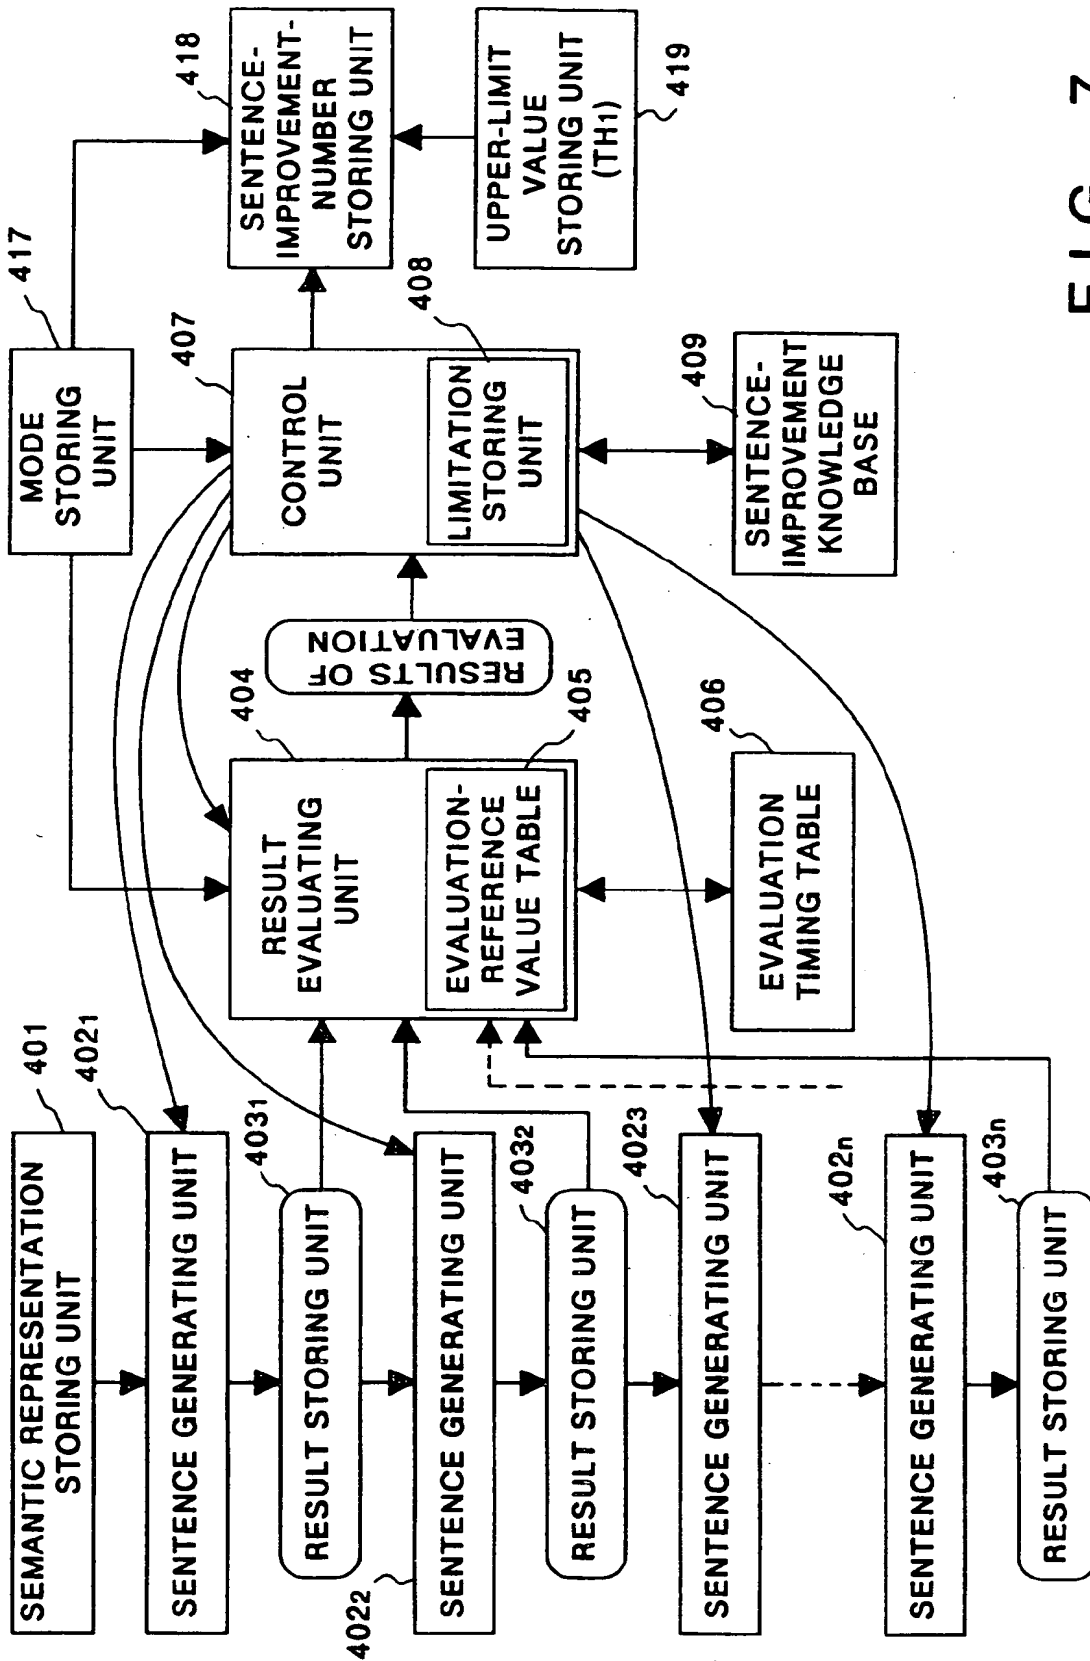 SEMANTIC REPRESENTATION
STORING UNIT
401
SENTENCE GENERATING UNIT
4021
RESULT STORING UNIT
4031
SENTENCE GENERATING UNIT
4022
RESULT STORING UNIT
4032
SENTENCE GENERATING UNIT
4023
SENTENCE GENERATING UNIT
402n
RESULT STORING UNIT
403n
RESULT
EVALUATING
UNIT
404
EVALUATION-
REFERENCE
VALUE TABLE
405
EVALUATION
TIMING TABLE
406
RESULTS OF
EVALUATION
MODE
STORING
UNIT
417
CONTROL
UNIT
407
LIMITATION
STORING
UNIT
408
SENTENCE-
IMPROVEMENT
KNOWLEDGE
BASE
409
SENTENCE-
IMPROVEMENT-
NUMBER
STORING UNIT
418
UPPER-LIMIT
VALUE
STORING UNIT
(TH1)
419
FIG. 7